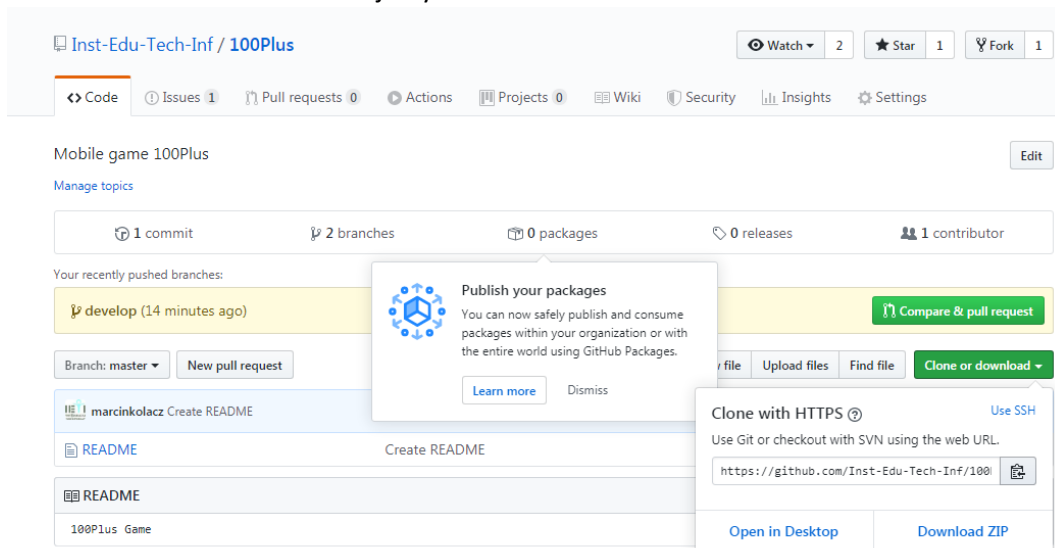 Inst-Edu-Tech-Inf / 100Plus
Watch 2 Star 1 Fork 1
Code Issues 1 Pull requests 0 Actions Projects 0 Wiki Security Insights Settings
Mobile game 100Plus
Edit
Manage topics
1 commit 2 branches 0 packages 0 releases 1 contributor
Your recently pushed branches:
develop (14 minutes ago)
Compare & pull request
Publish your packages
You can now safely publish and consume
packages within your organization or with
the entire world using GitHub Packages.
Learn more Dismiss
Branch: master New pull request
file Upload files Find file Clone or download
marcinkolacz Create README
README Create README
README
100Plus Game
Clone with HTTPS Use SSH
Use Git or checkout with SVN using the web URL.
https://github.com/Inst-Edu-Tech-Inf/100
Open in Desktop Download ZIP